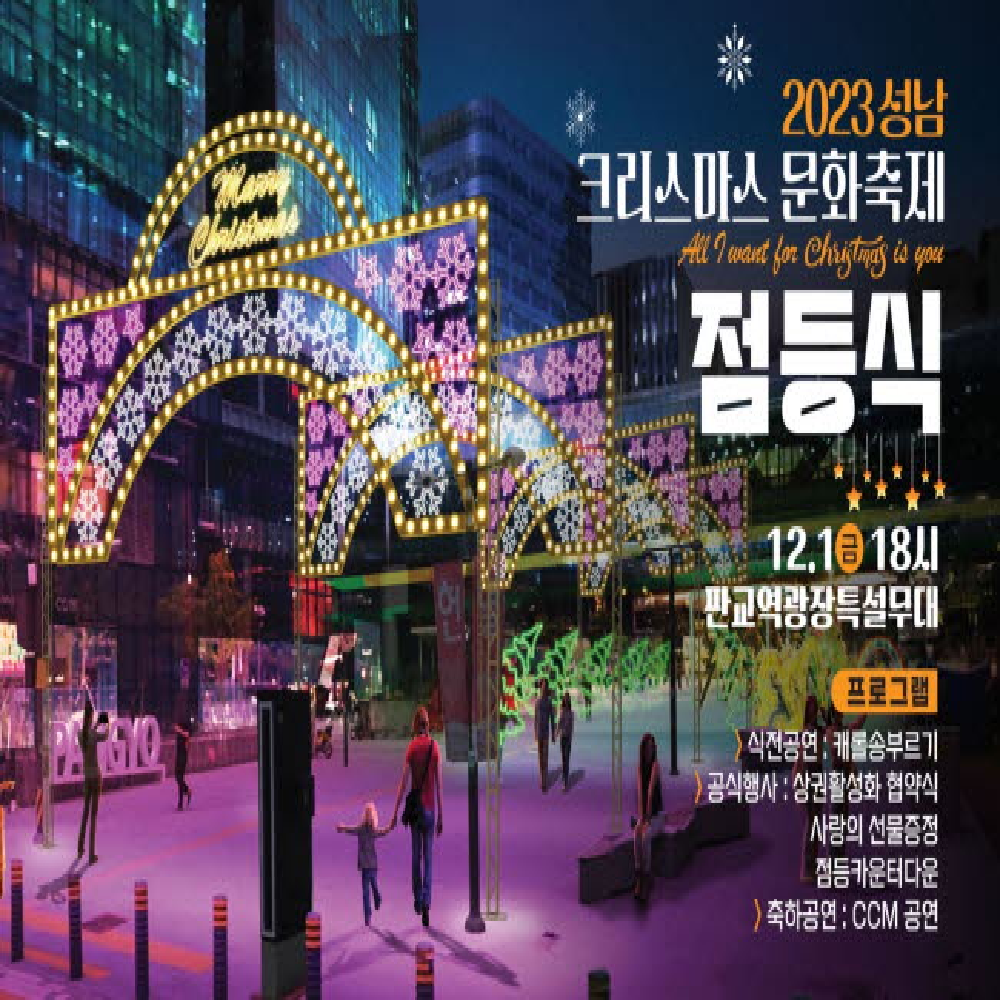 Merry
Christmas
2023 성남
크리스마스 문화축제
All I want for Christmas is you
점등식
12.1 금 18시
판교역광장특설무대
프로그램
식전공연 : 캐롤송부르기
공식행사 : 상권활성화 협약식
사랑의 선물증정
점등카운터다운
축하공연 : CCM 공연
PANGYO